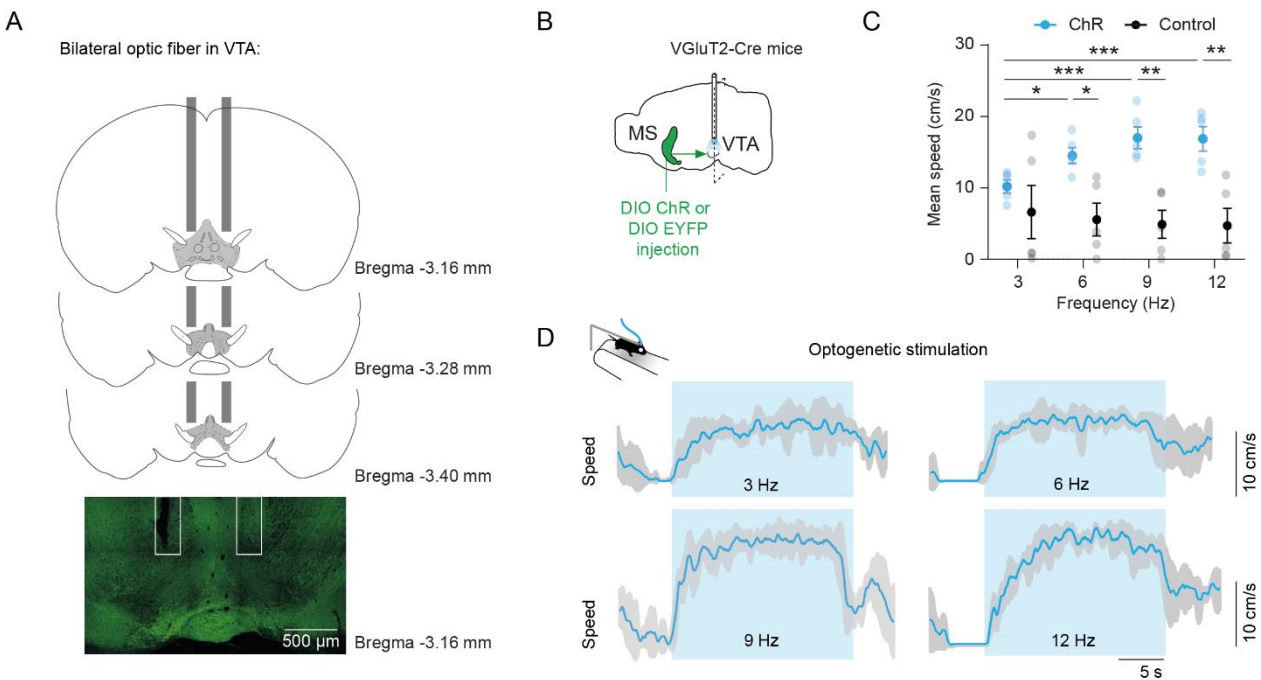 A
Bilateral optic fiber in VTA:
Bregma -3.16 mm
Bregma -3.28 mm
Bregma -3.40 mm
500 µm
Bregma -3.16 mm
B
VGluT2-Cre mice
MS
VTA
DIO ChR or
DIO EYFP
injection
C
ChR
Control
***
**
***
**
*
*
30
20
10
0
Mean speed (cm/s)
3
6
9
12
Frequency (Hz)
D
Optogenetic stimulation
Speed
3 Hz
6 Hz
10 cm/s
Speed
9 Hz
12 Hz
10 cm/s
5 s